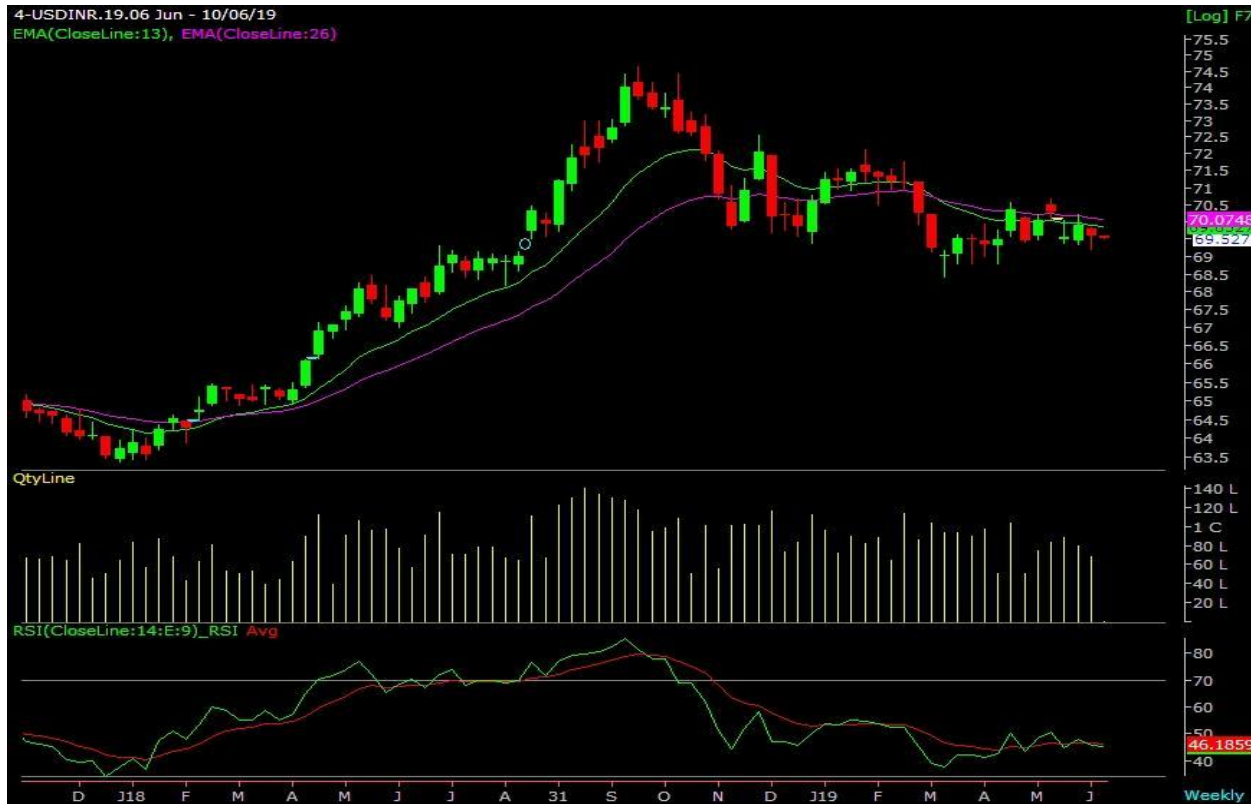 4-USDINR.19.06 Jun - 10/06/19
[Log] F7
EMA(CloseLine:13), EMA(CloseLine:26)
75.5
75
74.5
74
73.5
73
72.5
72
71.5
71
70.5
70.0748
69.527
69
68.5
68
67.5
67
66.5
66
65.5
65
64.5
64
63.5
QtyLine
140 L
120 L
1 C
80 L
60 L
40 L
20 L
RSI(CloseLine:14:E:9)_RSI Avg
80
70
60
50
46.1859
40
D J18 F M A M J J A 31 S O N D J19 F M A M J
Weekly